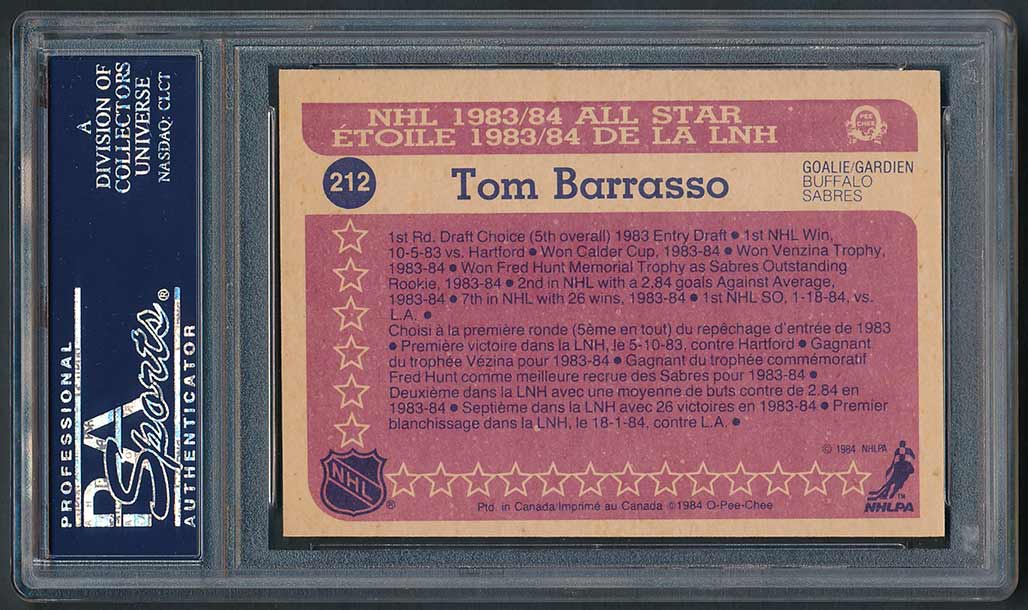 A
DIVISION OF
COLLECTORS
UNIVERSE
NASDAQ: CLCT
PROFESSIONAL
PSA
Sports®
AUTHENTICATOR
NHL 1983/84 ALL STAR
ÉTOILE 1983/84 DE LA LNH
O
PEE
CHEE
212
Tom Barrasso
GOALIE/GARDIEN
BUFFALO
SABRES
1st Rd. Draft Choice (5th overall) 1983 Entry Draft ● 1st NHL Win,
10-5-83 vs. Hartford ● Won Calder Cup, 1983-84 ● Won Venzina Trophy,
1983-84 ● Won Fred Hunt Memorial Trophy as Sabres Outstanding
Rookie, 1983-84 ● 2nd in NHL with a 2.84 goals Against Average,
1983-84 ● 7th in NHL with 26 wins, 1983-84 ● 1st NHL SO, 1-18-84, vs.
L.A. ●
Choisi à la première ronde (5ème en tout) du repêchage d'entrée de 1983
● Première victoire dans la LNH, le 5-10-83, contre Hartford ● Gagnant
du trophée Vézina pour 1983-84 ● Gagnant du trophée commémoratif
Fred Hunt comme meilleure recrue des Sabres pour 1983-84 ●
Deuxième dans la LNH avec une moyenne de buts contre de 2.84 en
1983-84 ● Septième dans la LNH avec 26 victoires en 1983-84 ● Premier
blanchissage dans la LNH, le 18-1-84, contre L.A. ●
© 1984 NHLPA
NHL
®
™
NHLPA
Ptd. in Canada/Imprimé au Canada ©1984 O-Pee-Chee